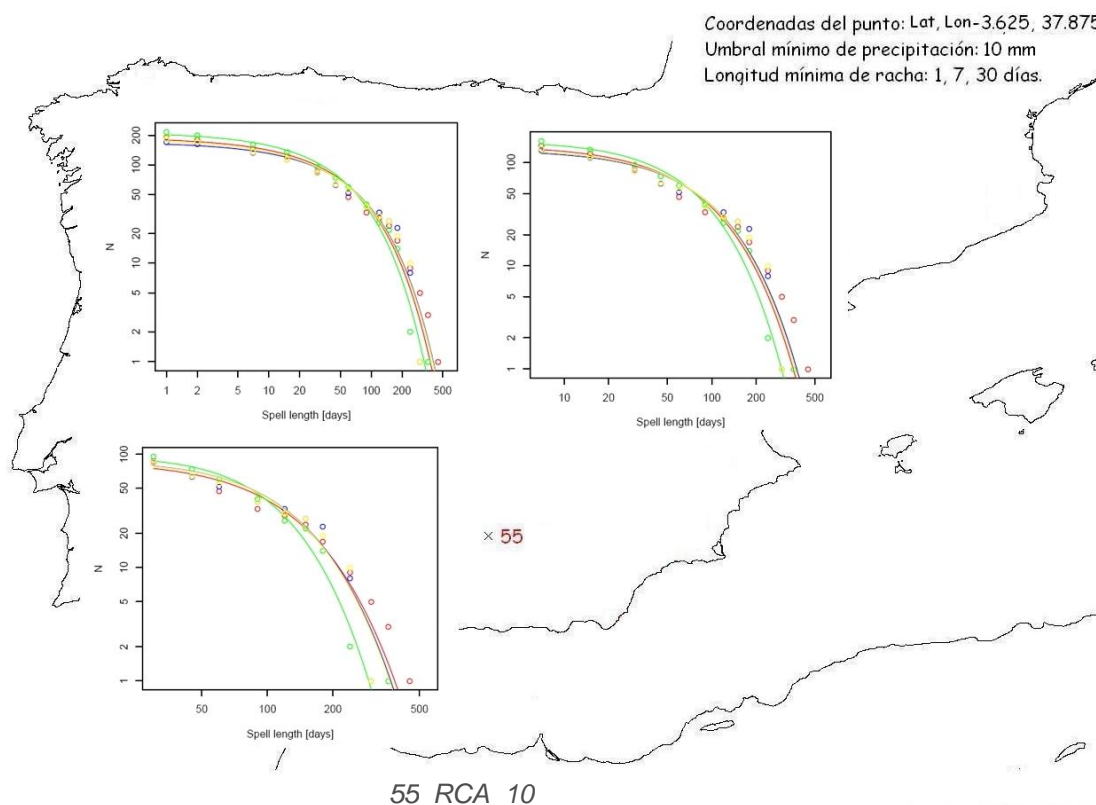 Coordenadas del punto: Lat, Lon-3.625, 37.875
Umbral mínimo de precipitación: 10 mm
Longitud mínima de racha: 1, 7, 30 días.
200
100
50
20
10
5
2
1
N
1 2 5 10 20 50 100 200 500
Spell length [days]
100
50
20
10
5
2
1
N
10 20 50 100 200 500
Spell length [days]
100
50
20
10
5
2
1
N
50 100 200 500
Spell length [days]
× 55
55 RCA 10